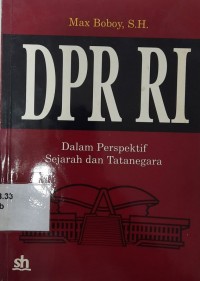 Max Boboy, S.H.
DPR RI
Dalam Perspektif
Sejarah dan Tatanegara
sh